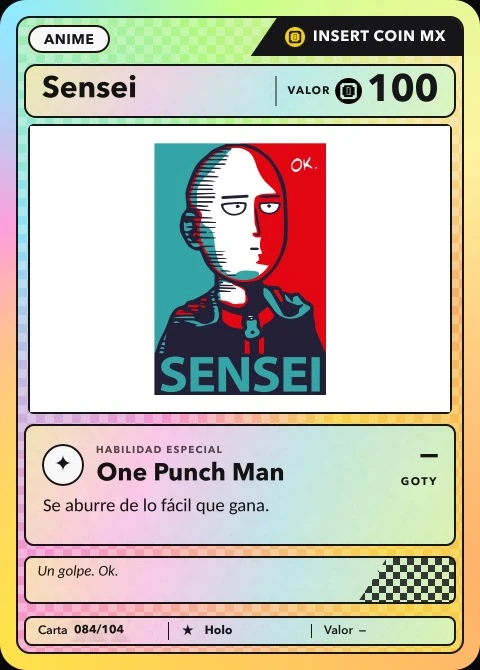 ANIME
INSERT COIN MX
Sensei
VALOR 100
OK.
SENSEI
HABILIDAD ESPECIAL
One Punch Man
–
GOTY
Se aburre de lo fácil que gana.
Un golpe. Ok.
Carta 084/104 ★ Holo Valor –